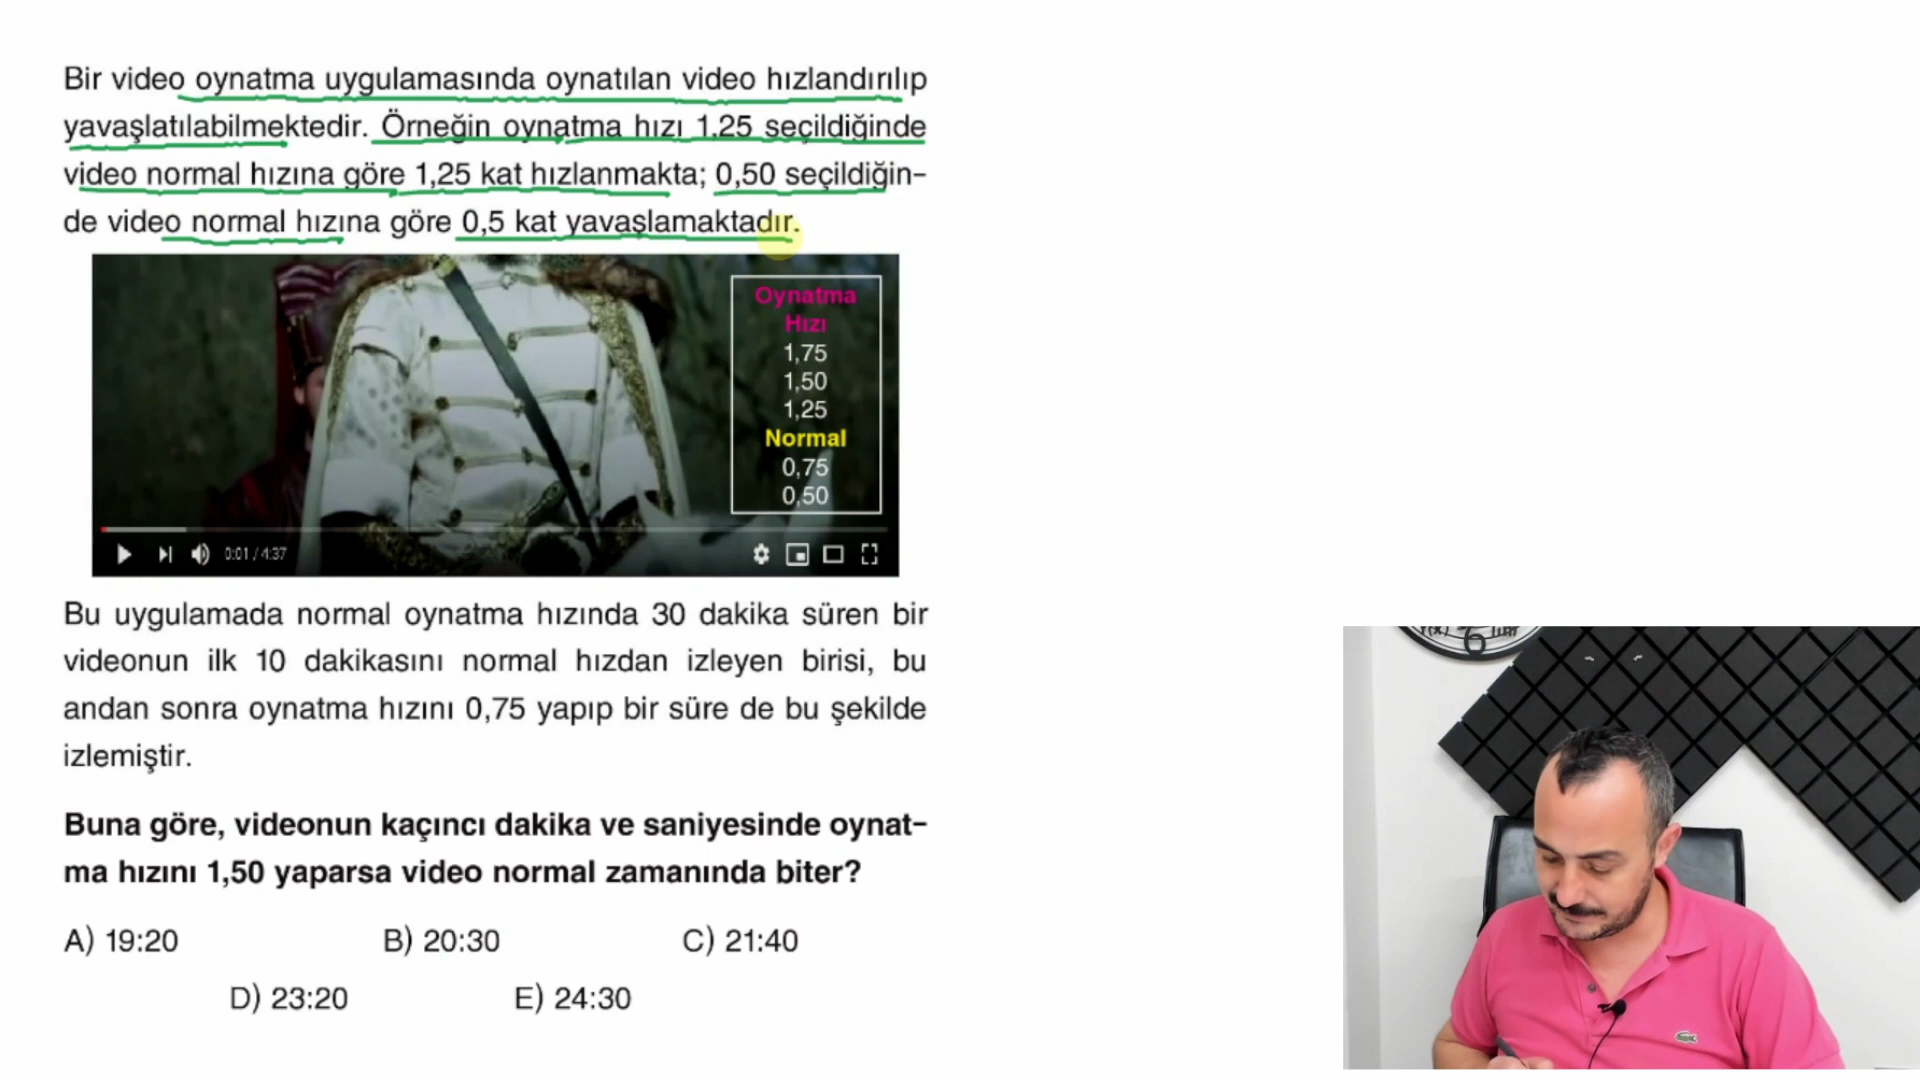 Bir video oynatma uygulamasında oynatılan video hızlandırılıp
yavaşlatılabilmektedir. Örneğin oynatma hızı 1,25 seçildiğinde
video normal hızına göre 1,25 kat hızlanmakta; 0,50 seçildiğin-
de video normal hızına göre 0,5 kat yavaşlamaktadır.
Oynatma
Hızı
1,75
1,50
1,25
Normal
0,75
0,50
0:01 / 4:37
Bu uygulamada normal oynatma hızında 30 dakika süren bir
videonun ilk 10 dakikasını normal hızdan izleyen birisi, bu
andan sonra oynatma hızını 0,75 yapıp bir süre de bu şekilde
izlemiştir.
Buna göre, videonun kaçıncı dakika ve saniyesinde oynat-
ma hızını 1,50 yaparsa video normal zamanında biter?
A) 19:20
B) 20:30
C) 21:40
D) 23:20
E) 24:30